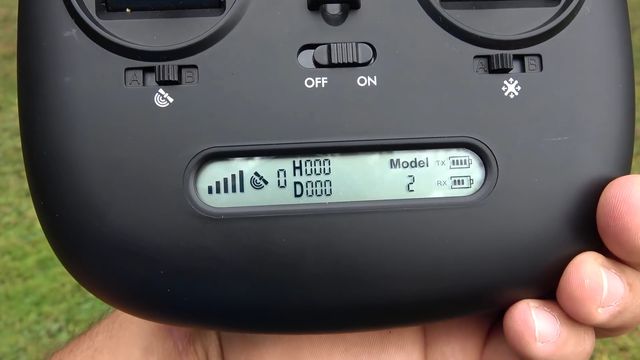 A B
OFF ON
A B
0 H000
D000
Model
2
TX
RX